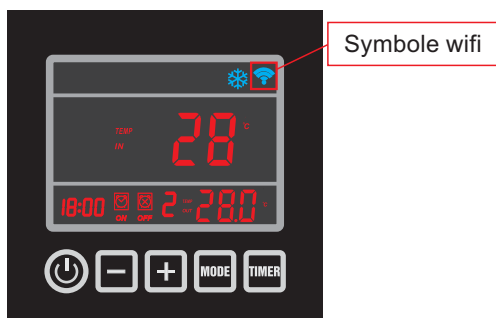 Symbole wifi
TEMP
IN
28 °C
18:00 ON OFF 2 28.0 °C
MODE
TIMER